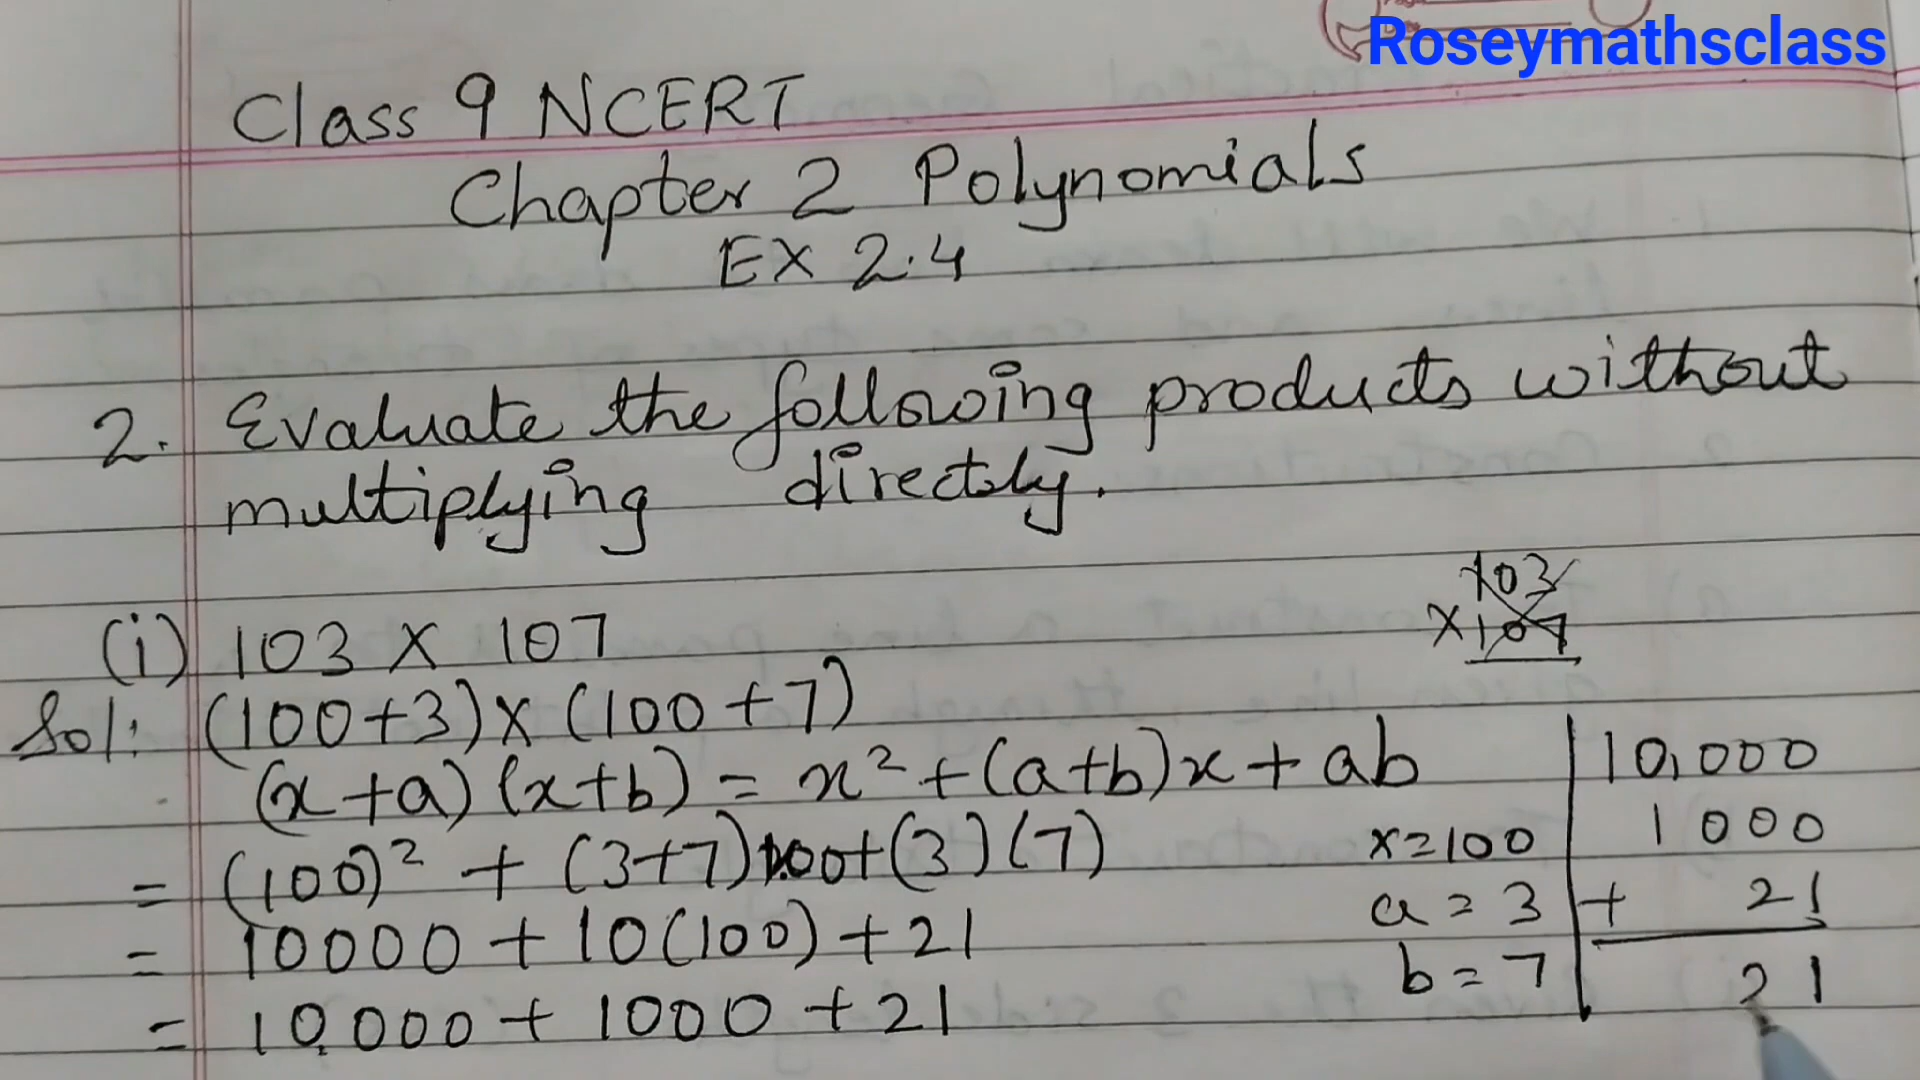 Roseymathsclass
Class 9 NCERT
Chapter 2 Polynomials
EX 2.4
2. Evaluate the following products without
multiplying directly.
(i) 103 × 107
103
×107
Sol: (100+3)×(100+7)
(x+a)(x+b) = x² + (a+b)x + ab
= (100)² + (3+7)100+(3)(7)
= 10000 + 10(100) + 21
= 10,000 + 1000 + 21
x=100
a = 3
b = 7
10,000
1000
+ 21
21